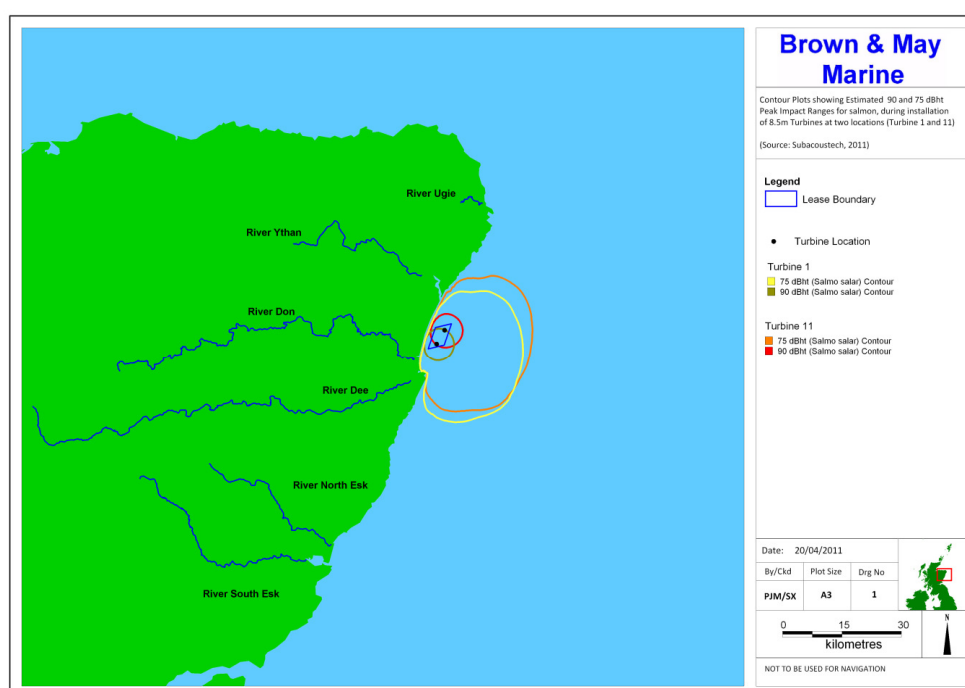 Brown & May
Marine
Contour Plots showing Estimated 90 and 75 dBht
Peak Impact Ranges for salmon, during installation
of 8.5m Turbines at two locations (Turbine 1 and 11)
(Source: Subacoustech, 2011)
Legend
Lease Boundary
Turbine Location
Turbine 1
75 dBht (Salmo salar) Contour
90 dBht (Salmo salar) Contour
Turbine 11
75 dBht (Salmo salar) Contour
90 dBht (Salmo salar) Contour
River Ugie
River Ythan
River Don
River Dee
River North Esk
River South Esk
Date: 20/04/2011
By/Ckd Plot Size Drg No
PJM/SX A3 1
0 15 30
kilometres
N
NOT TO BE USED FOR NAVIGATION